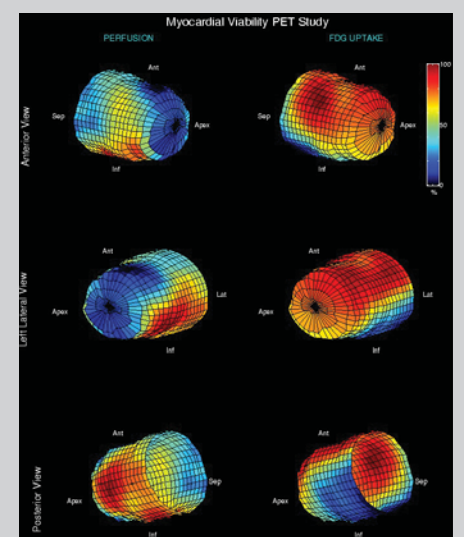 Myocardial Viability PET Study
PERFUSION
FDG UPTAKE
Anterior View
Ant
Sep
Apex
Inf
Ant
Sep
Apex
Inf
100
50
0
%
Left Lateral View
Ant
Apex
Lat
Inf
Ant
Apex
Lat
Inf
Posterior View
Ant
Apex
Sep
Inf
Ant
Apex
Sep
Inf